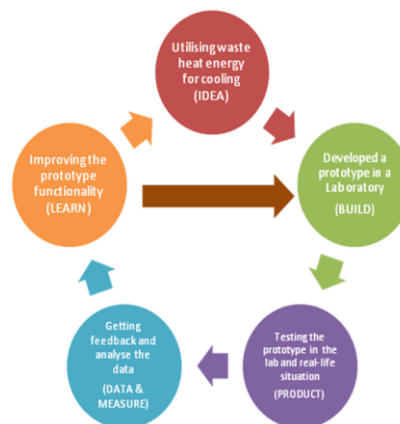 Utilising waste
heat energy
for cooling
(IDEA)
Developed a
prototype in a
Laboratory
(BUILD)
Testing the
prototype in the
lab and real-life
situation
(PRODUCT)
Getting
feedback and
analyse the
data
(DATA &
MEASURE)
Improving the
prototype
functionality
(LEARN)